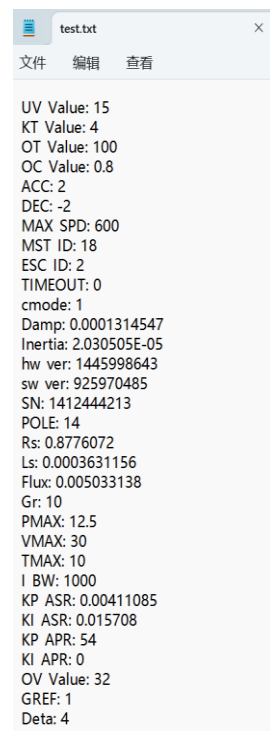 test.txt
文件 编辑 查看
UV Value: 15
KT Value: 4
OT Value: 100
OC Value: 0.8
ACC: 2
DEC: -2
MAX SPD: 600
MST ID: 18
ESC ID: 2
TIMEOUT: 0
cmode: 1
Damp: 0.0001314547
Inertia: 2.030505E-05
hw ver: 1445998643
sw ver: 925970485
SN: 1412444213
POLE: 14
Rs: 0.8776072
Ls: 0.0003631156
Flux: 0.005033138
Gr: 10
PMAX: 12.5
VMAX: 30
TMAX: 10
I BW: 1000
KP ASR: 0.00411085
KI ASR: 0.015708
KP APR: 54
KI APR: 0
OV Value: 32
GREF: 1
Deta: 4